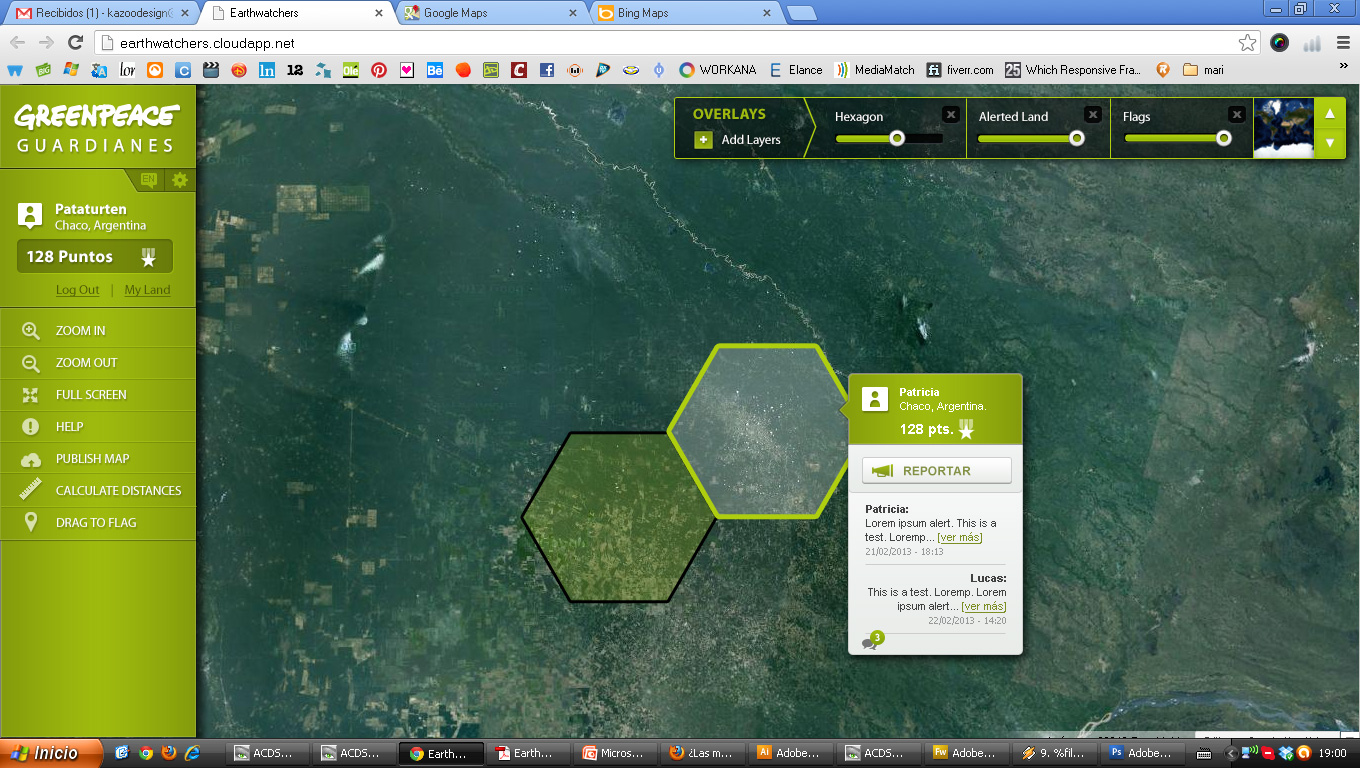 Recibidos (1) - kazoodesign@
Earthwatchers
Google Maps
Bing Maps
earthwatchers.cloudapp.net
WORKANA
Elance
MediaMatch
fiverr.com
25
Which Responsive Fra...
mari
GREENPEACE
GUARDIANES
EN
Pataturten
Chaco, Argentina
128 Puntos
Log Out | My Land
ZOOM IN
ZOOM OUT
FULL SCREEN
HELP
PUBLISH MAP
CALCULATE DISTANCES
DRAG TO FLAG
OVERLAYS
Add Layers
Hexagon
Alerted Land
Flags
Patricia
Chaco, Argentina.
128 pts.
REPORTAR
Patricia:
Lorem ipsum alert. This is a
test. Loremp... [ver más]
21/02/2013 - 18:13
Lucas:
This is a test. Loremp. Lorem
ipsum alert... [ver más]
22/02/2013 - 14:20
3
Inicio
ACDS...
ACDS...
Earth...
Earth...
Micros...
¿Las m...
Adobe...
ACDS...
Adobe...
9. %fil...
Adobe...
19:00